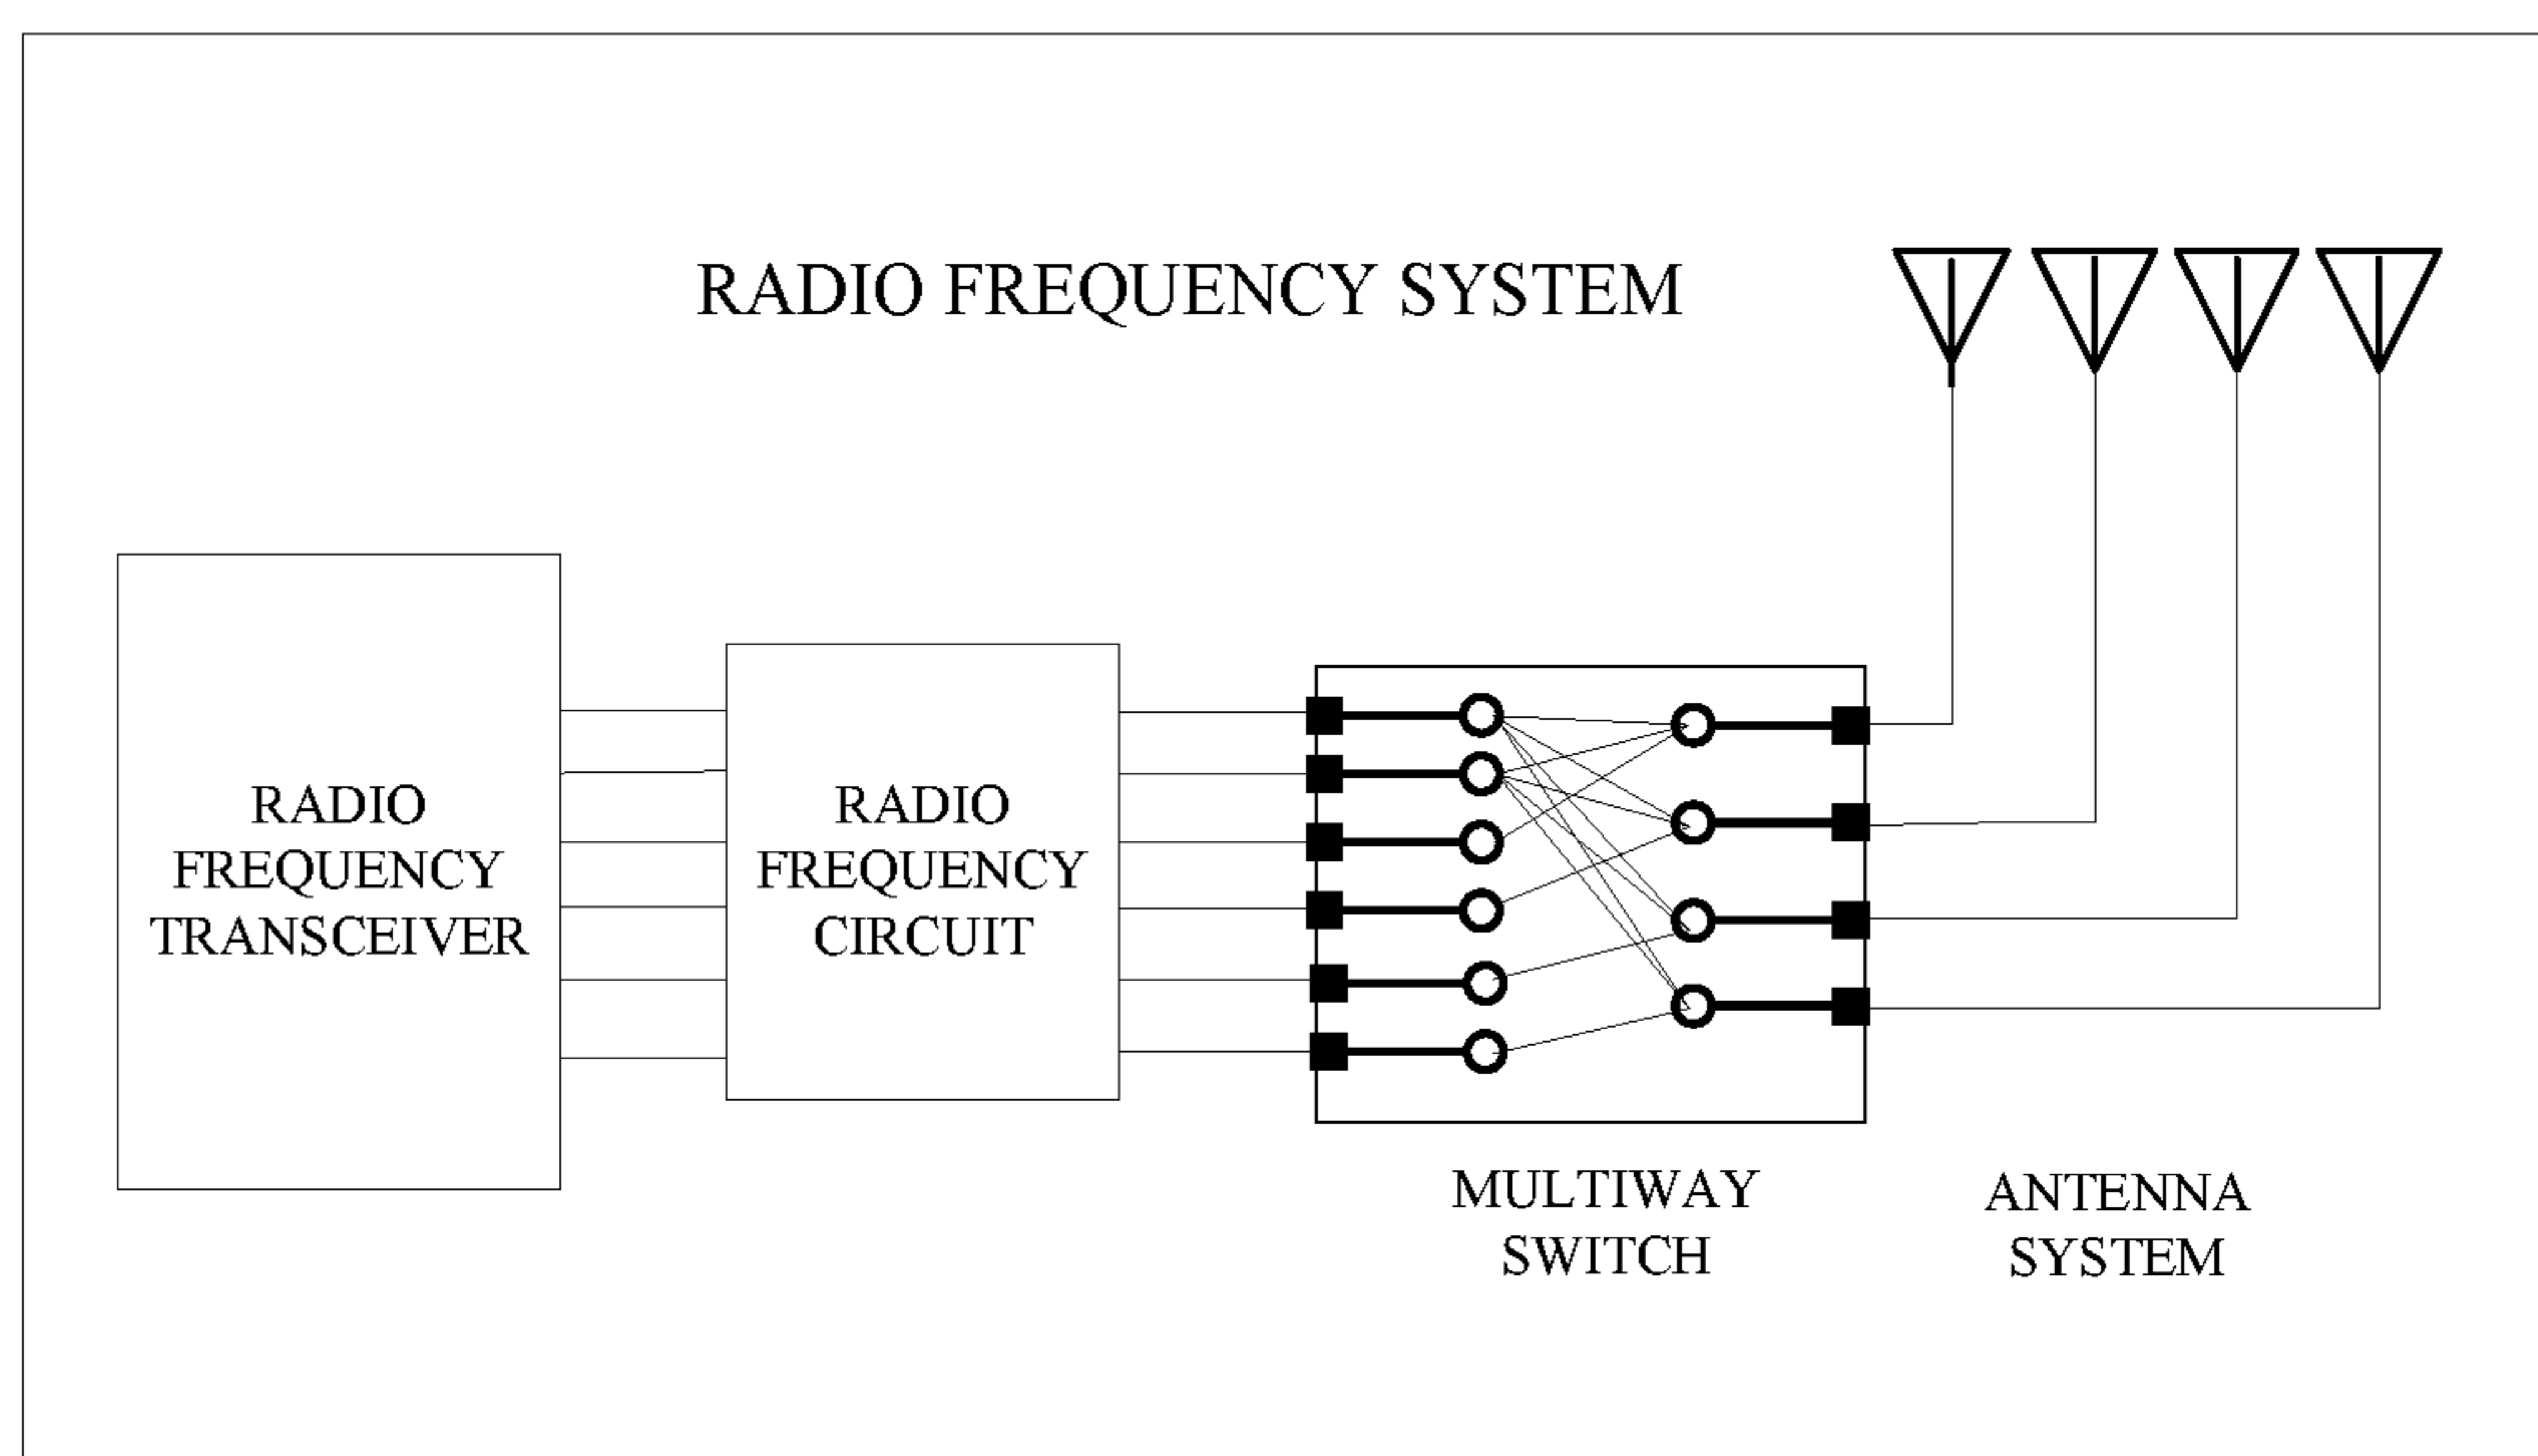 RADIO FREQUENCY SYSTEM
RADIO
FREQUENCY
TRANSCEIVER
RADIO
FREQUENCY
CIRCUIT
MULTIWAY
SWITCH
ANTENNA
SYSTEM